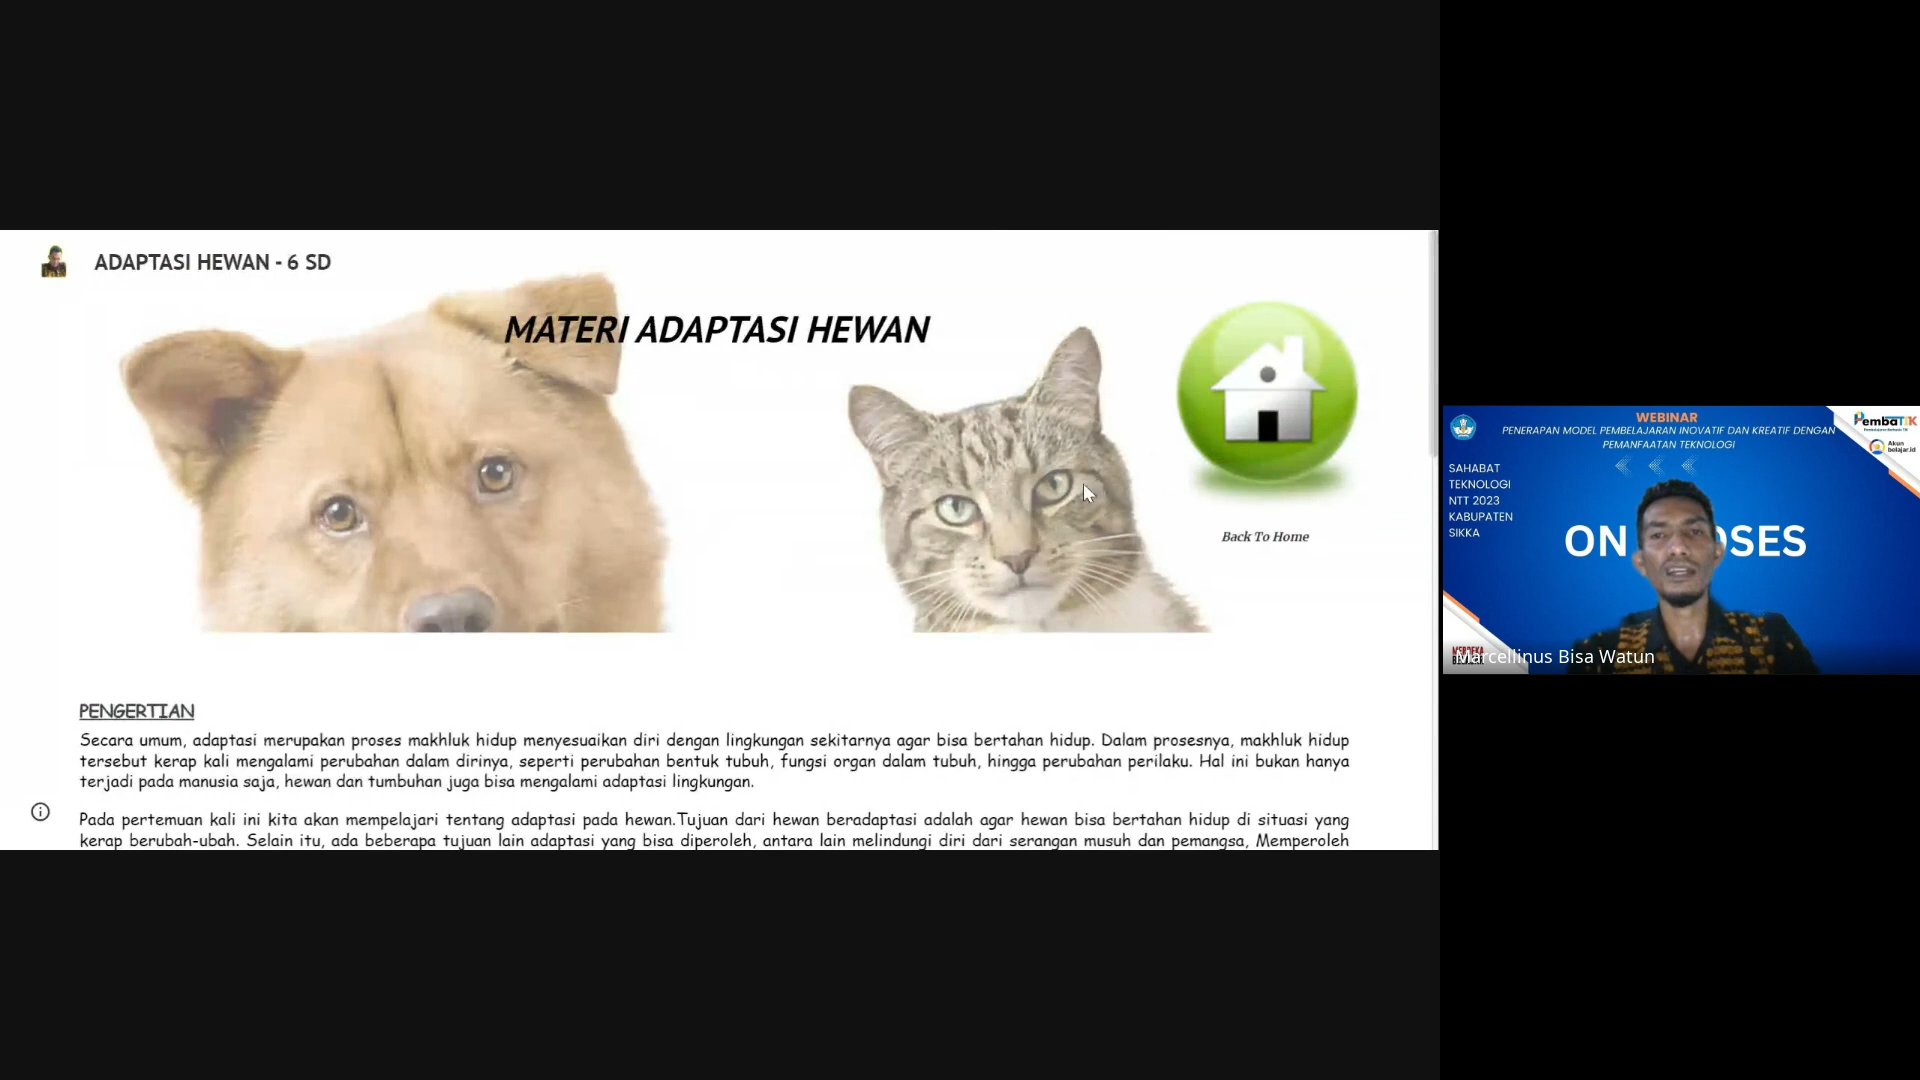 ADAPTASI HEWAN - 6 SD
MATERI ADAPTASI HEWAN
Back To Home
PENGERTIAN
Secara umum, adaptasi merupakan proses makhluk hidup menyesuaikan diri dengan lingkungan sekitarnya agar bisa bertahan hidup. Dalam prosesnya, makhluk hidup
tersebut kerap kali mengalami perubahan dalam dirinya, seperti perubahan bentuk tubuh, fungsi organ dalam tubuh, hingga perubahan perilaku. Hal ini bukan hanya
terjadi pada manusia saja, hewan dan tumbuhan juga bisa mengalami adaptasi lingkungan.
Pada pertemuan kali ini kita akan mempelajari tentang adaptasi pada hewan.Tujuan dari hewan beradaptasi adalah agar hewan bisa bertahan hidup di situasi yang
kerap berubah-ubah. Selain itu, ada beberapa tujuan lain adaptasi yang bisa diperoleh, antara lain melindungi diri dari serangan musuh dan pemangsa, Memperoleh
WEBINAR
PENERAPAN MODEL PEMBELAJARAN INOVATIF DAN KREATIF DENGAN
PEMANFAATAN TEKNOLOGI
PembaTIK
Akun
belajar.id
SAHABAT
TEKNOLOGI
NTT 2023
KABUPATEN
SIKKA
ON OSES
Marcellinus Bisa Watun